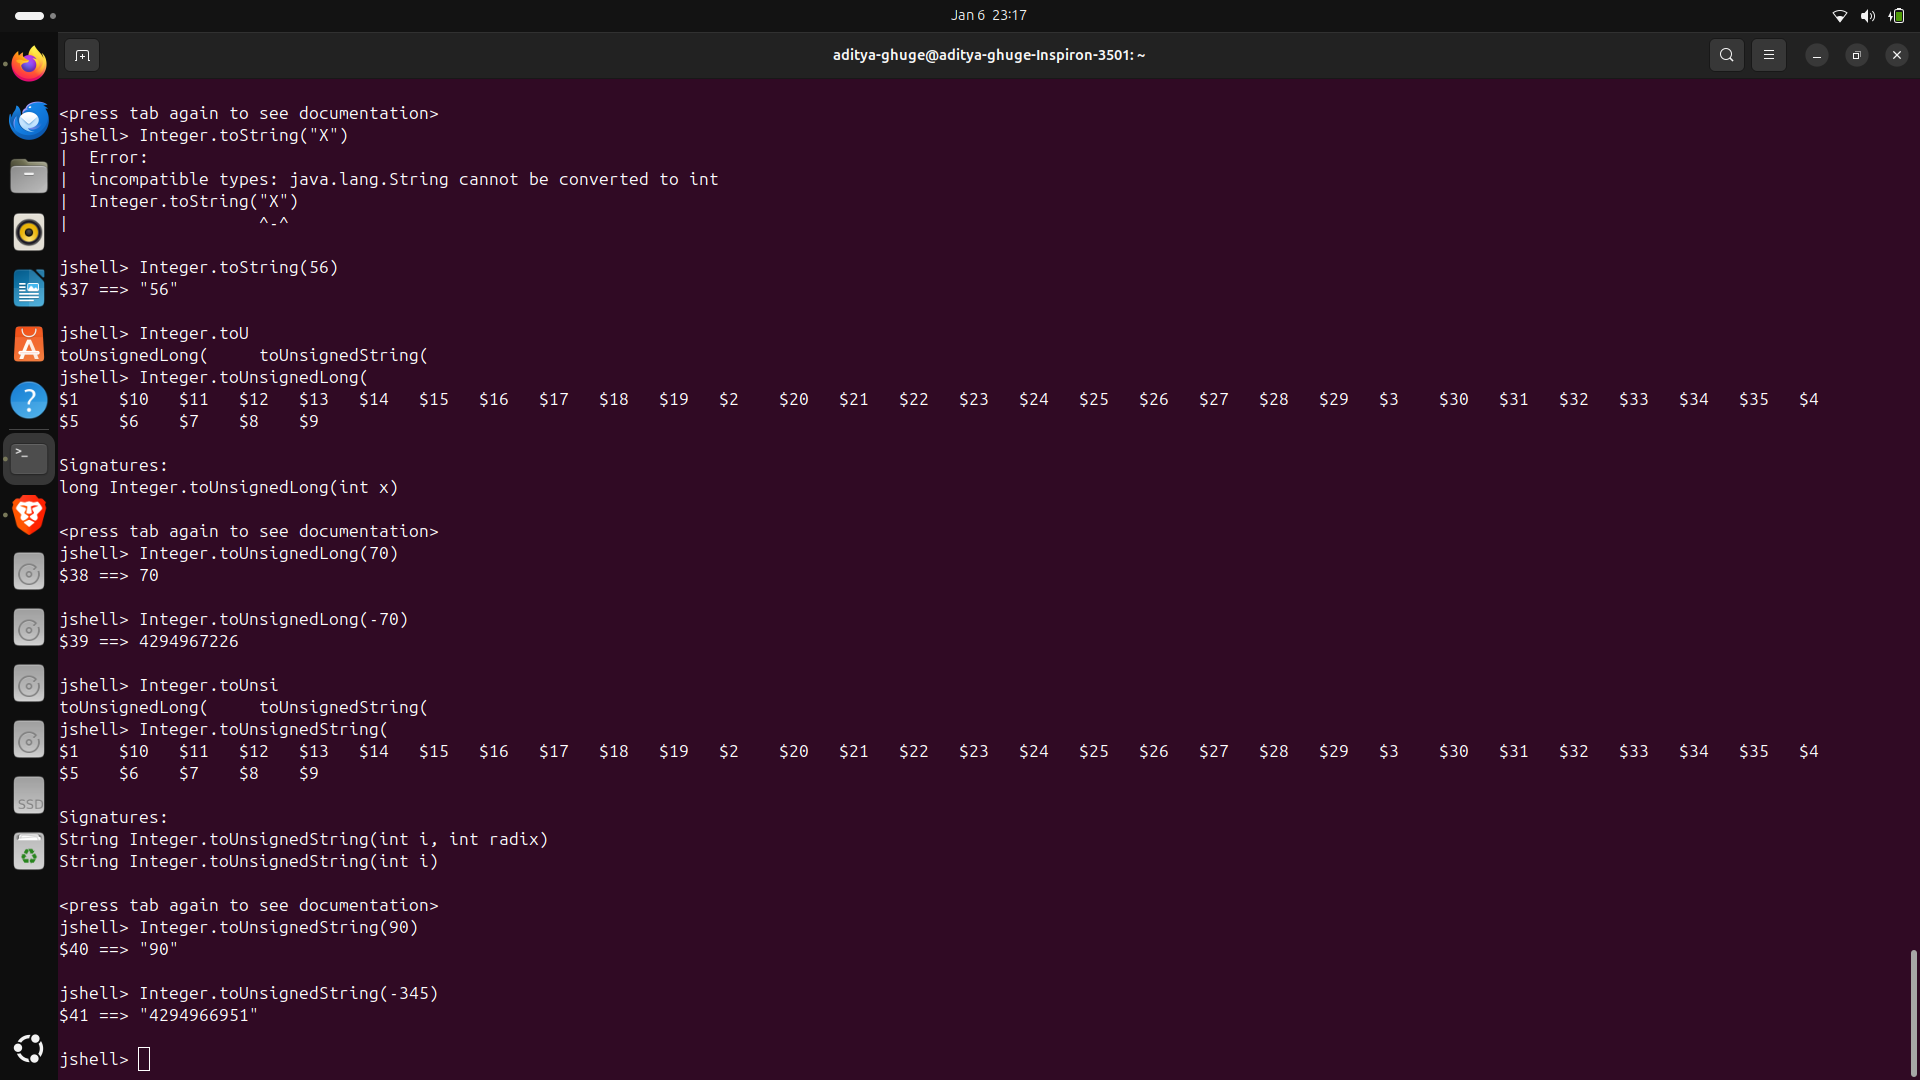 Jan 6 23:17
aditya-ghuge@aditya-ghuge-Inspiron-3501: ~
<press tab again to see documentation>
jshell> Integer.toString("X")
|  Error:
|  incompatible types: java.lang.String cannot be converted to int
|  Integer.toString("X")
|                   ^-^
jshell> Integer.toString(56)
$37 ==> "56"
jshell> Integer.toU
toUnsignedLong(     toUnsignedString(
jshell> Integer.toUnsignedLong(
$1    $10   $11   $12   $13   $14   $15   $16   $17   $18   $19   $2    $20   $21   $22   $23   $24   $25   $26   $27   $28   $29   $3    $30   $31   $32   $33   $34   $35   $4
$5    $6    $7    $8    $9
Signatures:
long Integer.toUnsignedLong(int x)
<press tab again to see documentation>
jshell> Integer.toUnsignedLong(70)
$38 ==> 70
jshell> Integer.toUnsignedLong(-70)
$39 ==> 4294967226
jshell> Integer.toUnsi
toUnsignedLong(     toUnsignedString(
jshell> Integer.toUnsignedString(
$1    $10   $11   $12   $13   $14   $15   $16   $17   $18   $19   $2    $20   $21   $22   $23   $24   $25   $26   $27   $28   $29   $3    $30   $31   $32   $33   $34   $35   $4
$5    $6    $7    $8    $9
Signatures:
String Integer.toUnsignedString(int i, int radix)
String Integer.toUnsignedString(int i)
<press tab again to see documentation>
jshell> Integer.toUnsignedString(90)
$40 ==> "90"
jshell> Integer.toUnsignedString(-345)
$41 ==> "4294966951"
jshell>
SSD